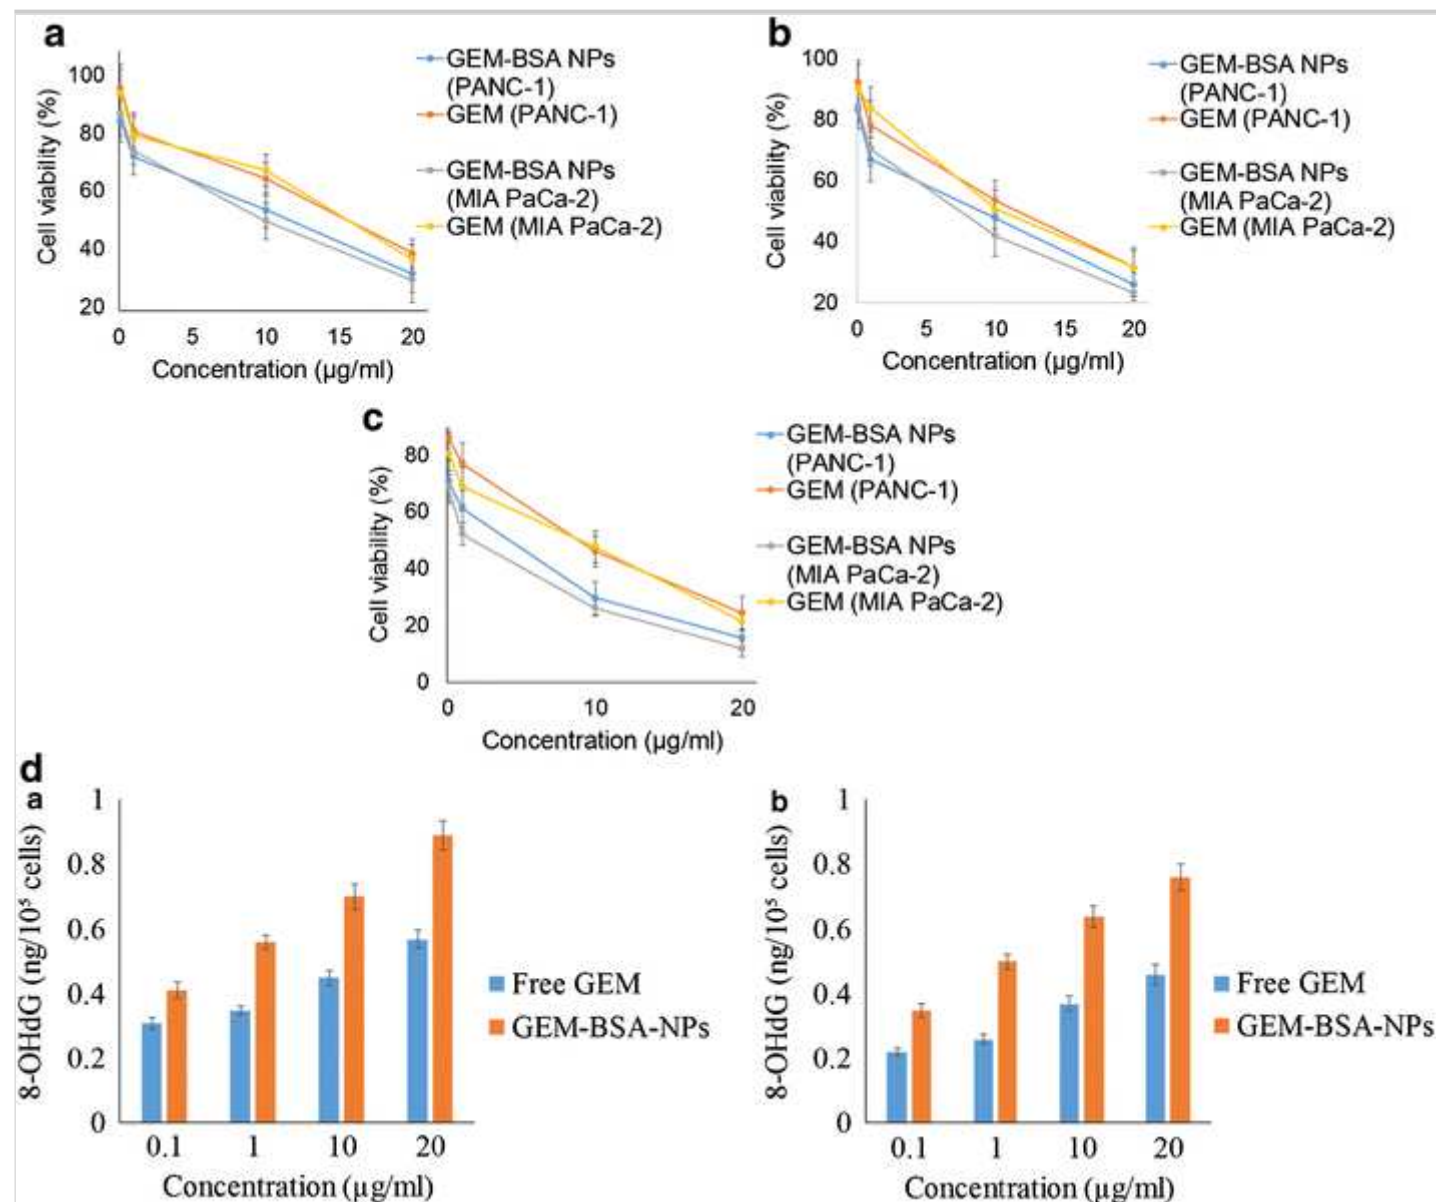 a
GEM-BSA NPs
(PANC-1)
GEM (PANC-1)
GEM-BSA NPs
(MIA PaCa-2)
GEM (MIA PaCa-2)
Cell viability (%)
100
80
60
40
20
0 5 10 15 20
Concentration (µg/ml)
b
GEM-BSA NPs
(PANC-1)
GEM (PANC-1)
GEM-BSA NPs
(MIA PaCa-2)
GEM (MIA PaCa-2)
Cell viability (%)
100
80
60
40
20
0 5 10 15 20
Concentration (µg/ml)
c
GEM-BSA NPs
(PANC-1)
GEM (PANC-1)
GEM-BSA NPs
(MIA PaCa-2)
GEM (MIA PaCa-2)
Cell viability (%)
80
60
40
20
0
0 10 20
Concentration (µg/ml)
d
a
8-OHdG (ng/10⁵ cells)
1
0.8
0.6
0.4
0.2
0
0.1 1 10 20
Concentration (µg/ml)
Free GEM
GEM-BSA-NPs
b
8-OHdG (ng/10⁵ cells)
1
0.8
0.6
0.4
0.2
0
0.1 1 10 20
Concentration (µg/ml)
Free GEM
GEM-BSA-NPs